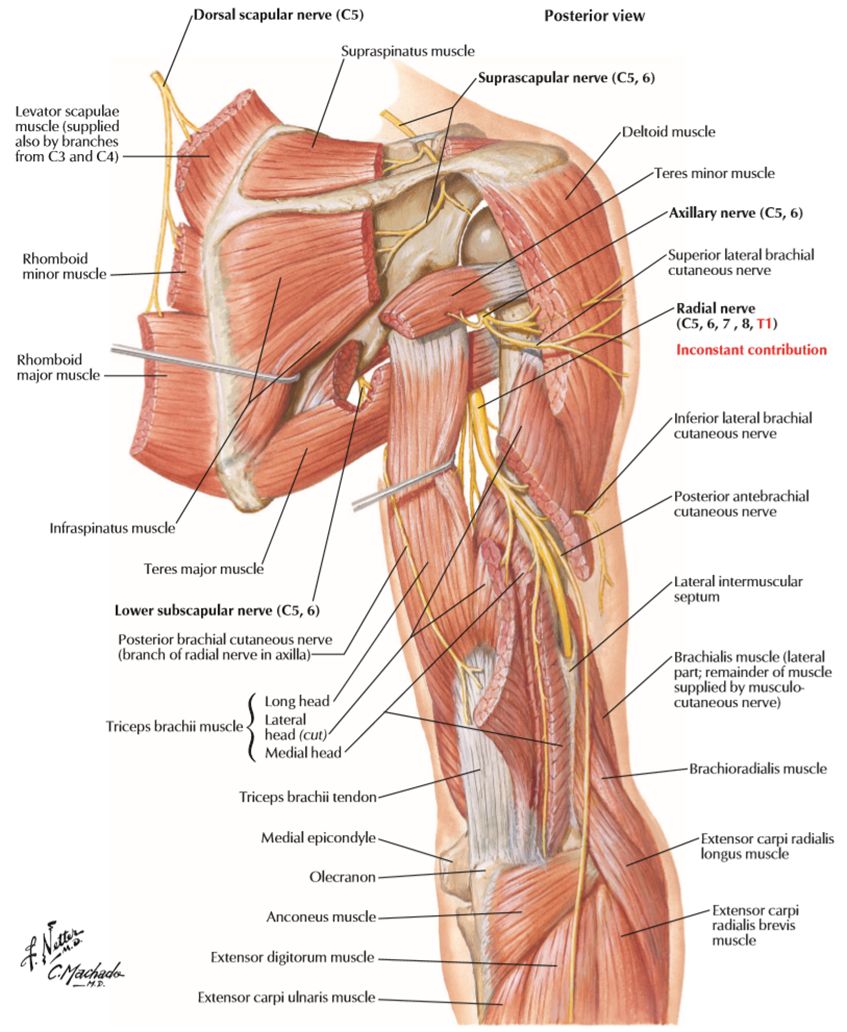 Dorsal scapular nerve (C5)
Posterior view
Supraspinatus muscle
Suprascapular nerve (C5, 6)
Levator scapulae
muscle (supplied
also by branches
from C3 and C4)
Deltoid muscle
Teres minor muscle
Axillary nerve (C5, 6)
Superior lateral brachial
cutaneous nerve
Rhomboid
minor muscle
Radial nerve
(C5, 6, 7 , 8, T1)
Inconstant contribution
Rhomboid
major muscle
Inferior lateral brachial
cutaneous nerve
Posterior antebrachial
cutaneous nerve
Infraspinatus muscle
Teres major muscle
Lateral intermuscular
septum
Lower subscapular nerve (C5, 6)
Posterior brachial cutaneous nerve
(branch of radial nerve in axilla)
Brachialis muscle (lateral
part; remainder of muscle
supplied by musculo-
cutaneous nerve)
Triceps brachii muscle
Long head
Lateral
head (cut)
Medial head
Brachioradialis muscle
Triceps brachii tendon
Medial epicondyle
Extensor carpi radialis
longus muscle
Olecranon
Anconeus muscle
Extensor carpi
radialis brevis
muscle
Extensor digitorum muscle
Extensor carpi ulnaris muscle
F. Netter
M.D.
C. Machado
M.D.